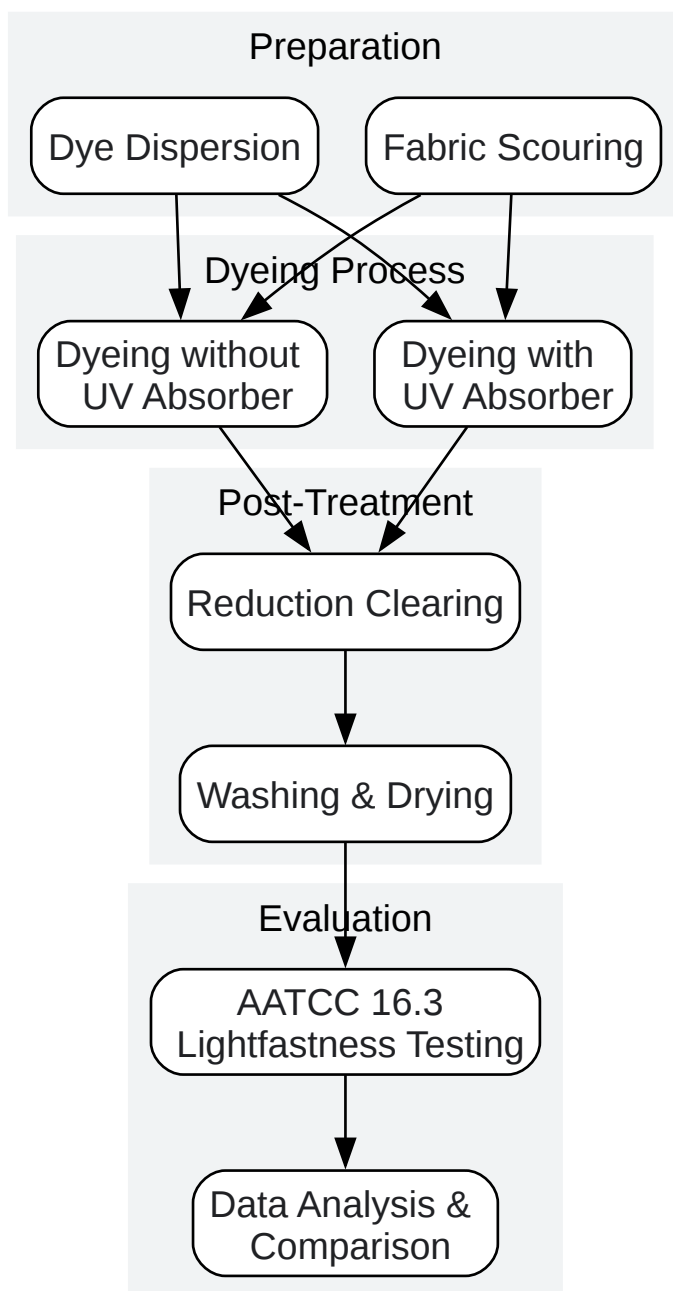 Preparation
Dye Dispersion
Fabric Scouring
Dyeing Process
Dyeing without
UV Absorber
Dyeing with
UV Absorber
Post-Treatment
Reduction Clearing
Washing & Drying
Evaluation
AATCC 16.3
Lightfastness Testing
Data Analysis &
Comparison